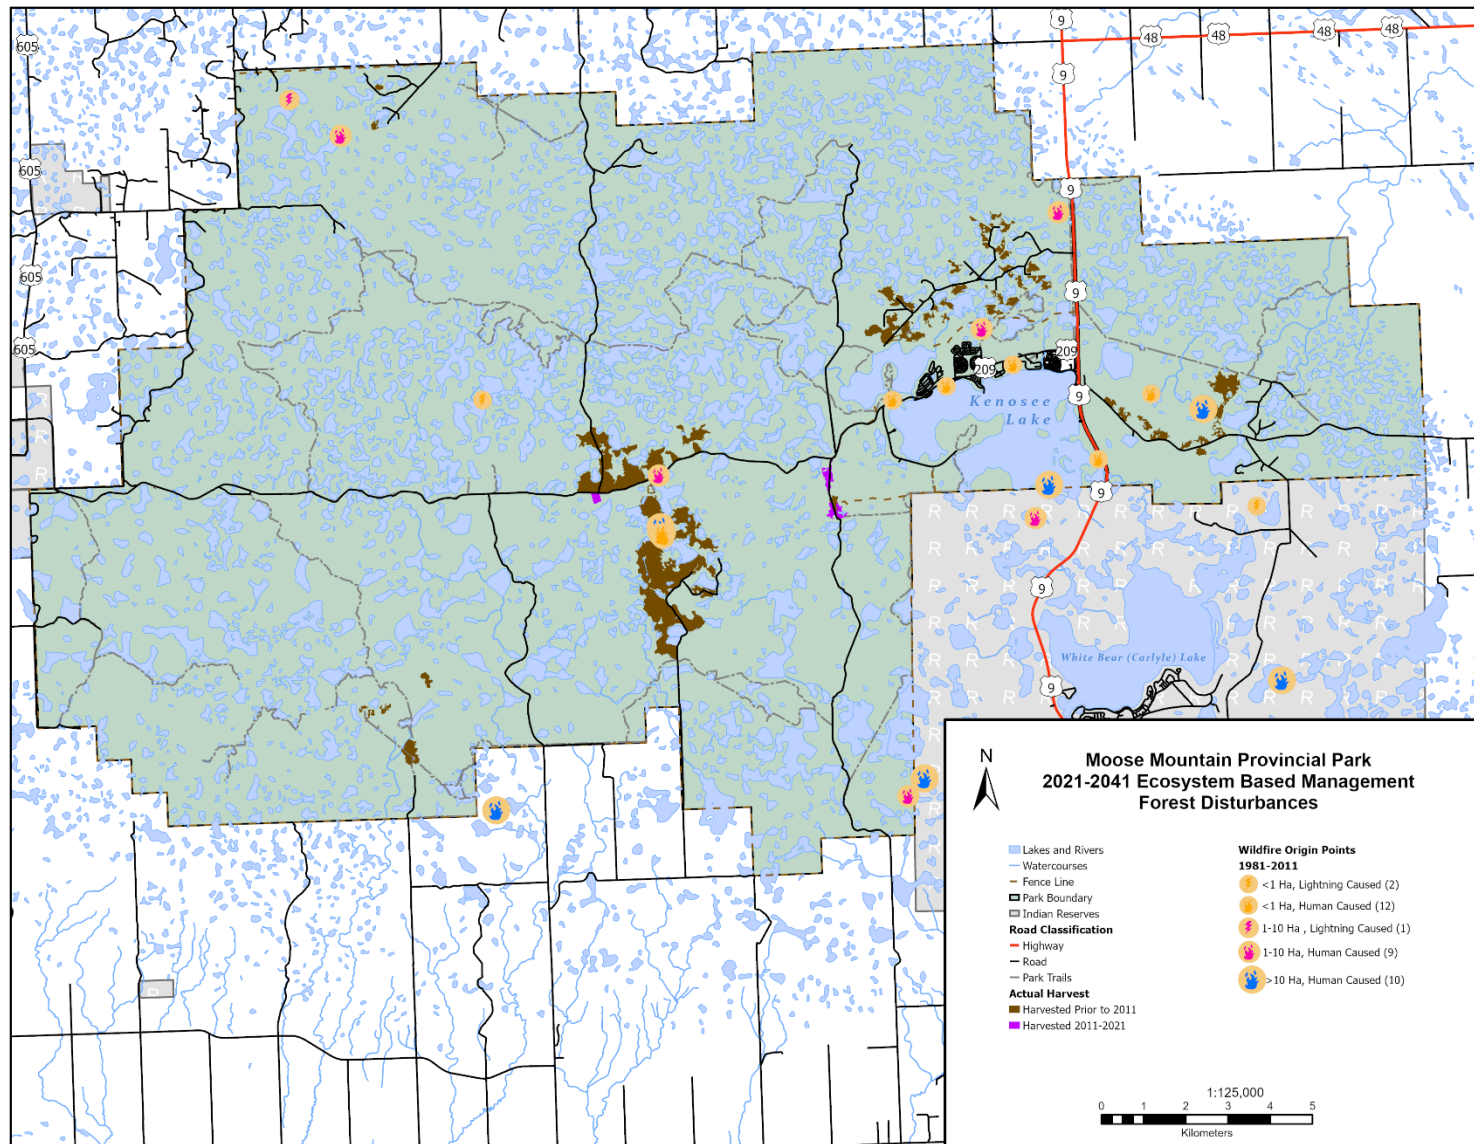 9
48
48
48
48
605
9
605
9
605
9
605
209
209
9
Kenosee
Lake
9
9
White Bear (Carlyle) Lake
9
N
Moose Mountain Provincial Park
2021-2041 Ecosystem Based Management
Forest Disturbances
Lakes and Rivers
Watercourses
Fence Line
Park Boundary
Indian Reserves
Road Classification
Highway
Road
Park Trails
Actual Harvest
Harvested Prior to 2011
Harvested 2011-2021
Wildfire Origin Points
1981-2011
<1 Ha, Lightning Caused (2)
<1 Ha, Human Caused (12)
1-10 Ha , Lightning Caused (1)
1-10 Ha, Human Caused (9)
>10 Ha, Human Caused (10)
1:125,000
0 1 2 3 4 5
Kilometers